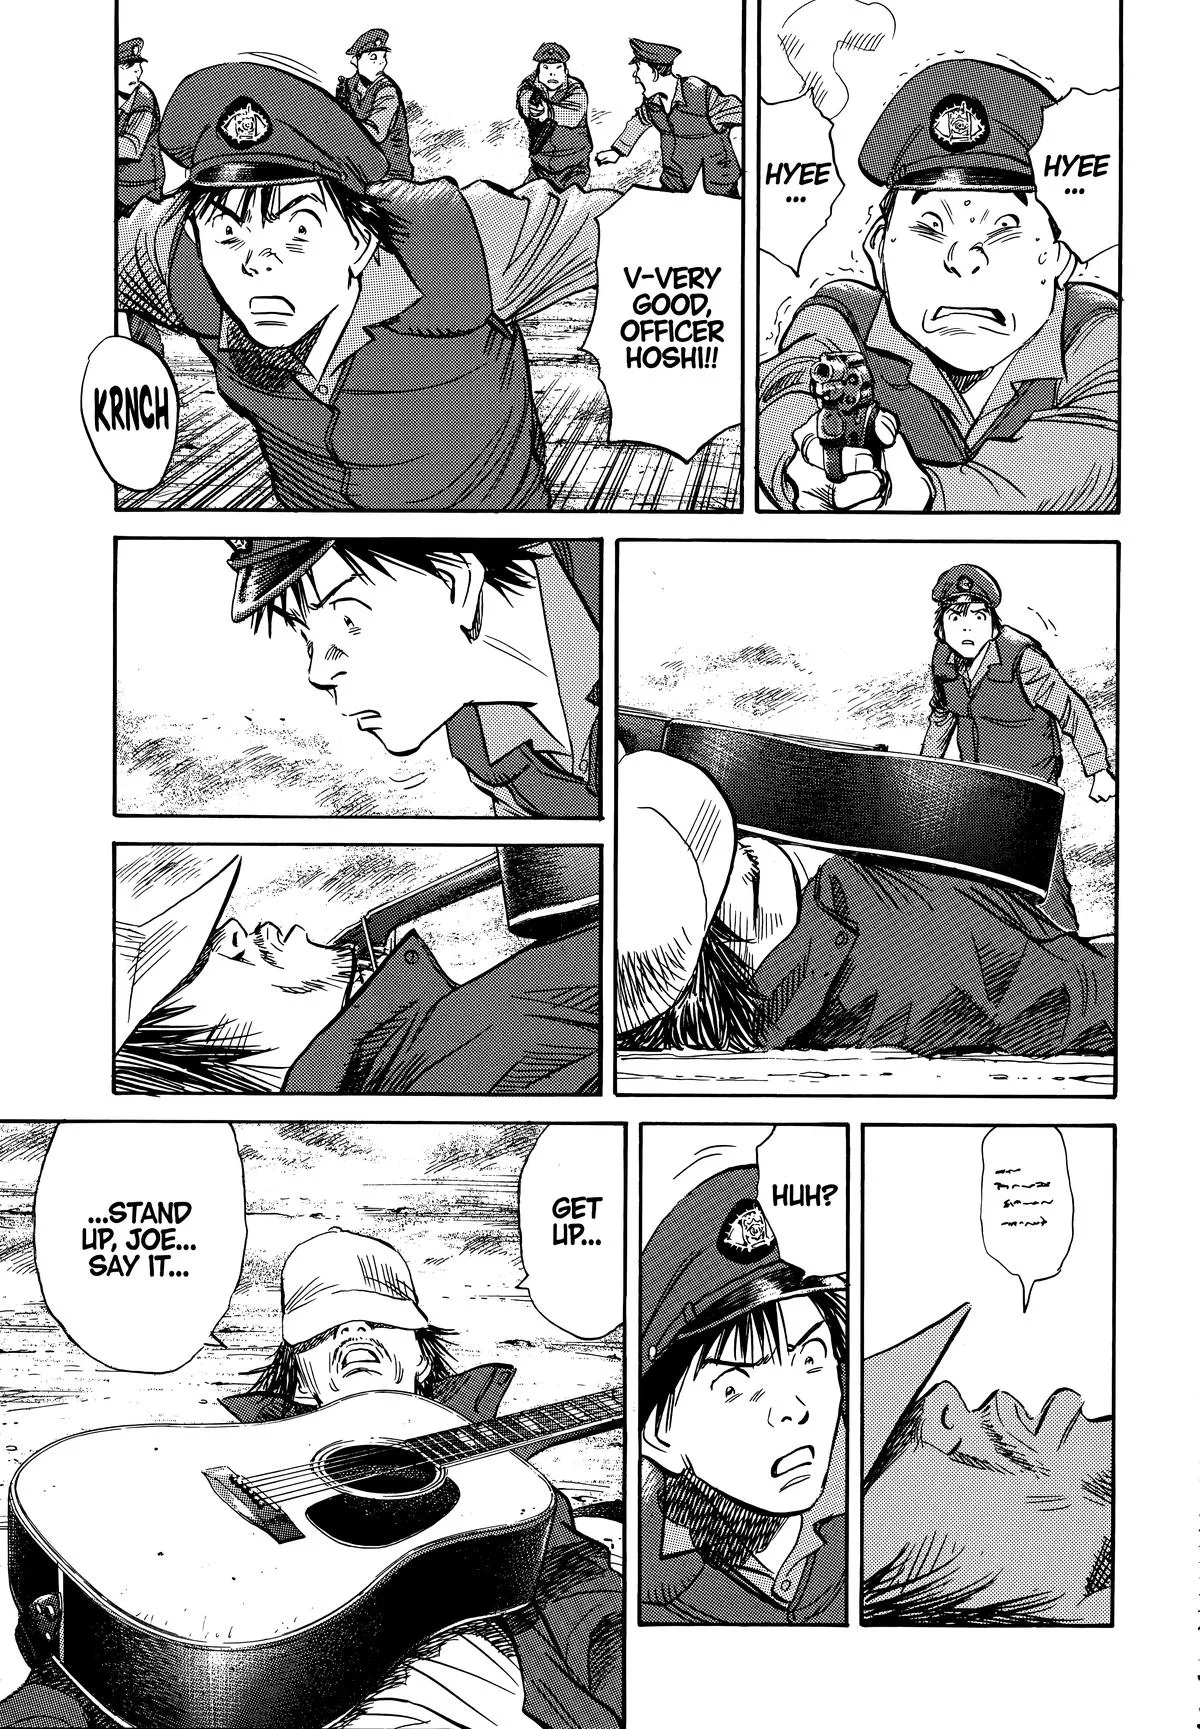 HYEE
...
HYEE
...
V-VERY
GOOD,
OFFICER
HOSHI!!
KRNCH
HUH?
GET
UP...
...STAND
UP, JOE...
SAY IT...